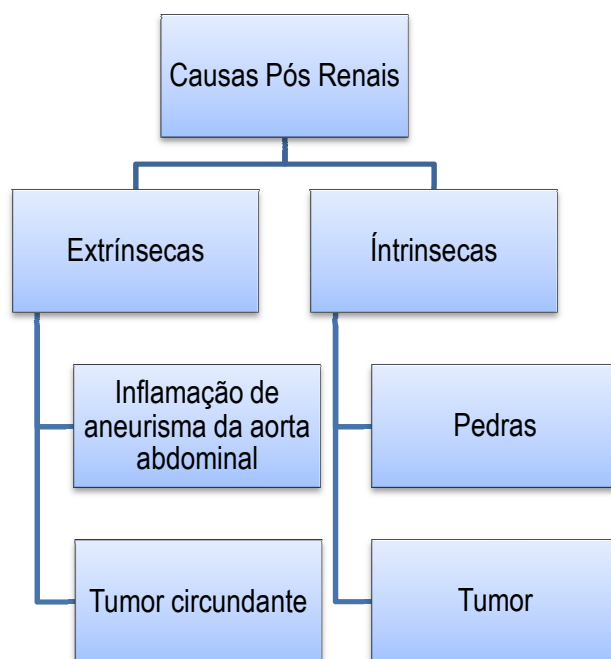 Causas Pós Renais
Extrínsecas
Íntrinsecas
Inflamação de
aneurisma da aorta
abdominal
Pedras
Tumor circundante
Tumor